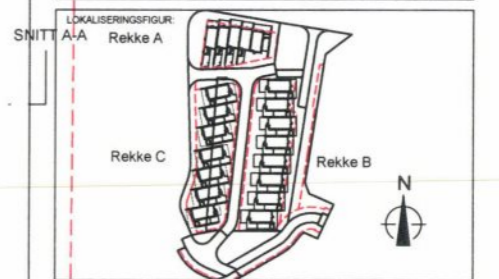 LOKALISERINGSFIGUR:
SNITT A-A
Rekke A
Rekke C
Rekke B
N